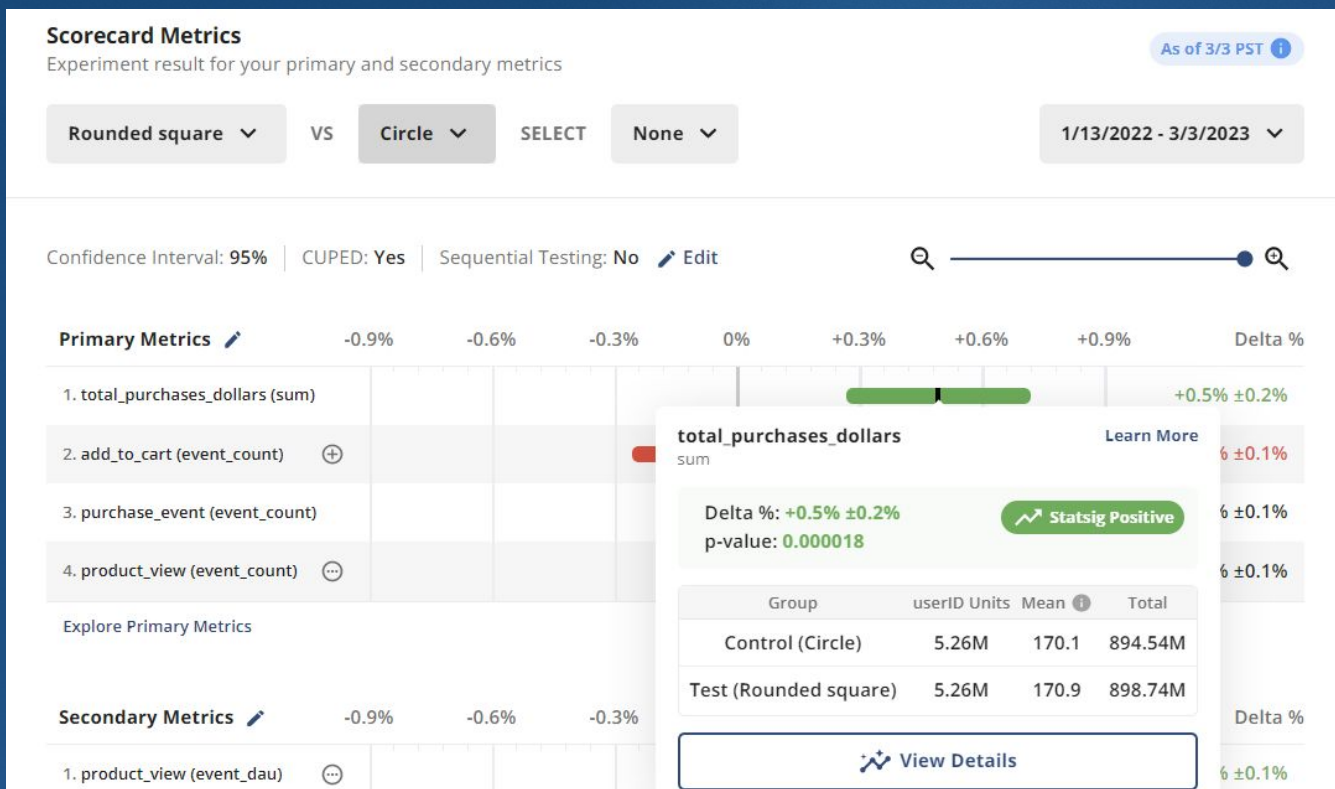 Scorecard Metrics
Experiment result for your primary and secondary metrics
As of 3/3 PST
Rounded square VS Circle SELECT None 1/13/2022 - 3/3/2023
Confidence Interval: 95% | CUPED: Yes | Sequential Testing: No Edit
Primary Metrics -0.9% -0.6% -0.3% 0% +0.3% +0.6% +0.9% Delta %
1. total_purchases_dollars (sum) +0.5% ±0.2%
2. add_to_cart (event_count) % ±0.1%
3. purchase_event (event_count) % ±0.1%
4. product_view (event_count) % ±0.1%
Explore Primary Metrics
total_purchases_dollars Learn More
sum
Delta %: +0.5% ±0.2% Statsig Positive
p-value: 0.000018
Group userID Units Mean Total
Control (Circle) 5.26M 170.1 894.54M
Test (Rounded square) 5.26M 170.9 898.74M
View Details
Secondary Metrics -0.9% -0.6% -0.3% Delta %
1. product_view (event_dau) % ±0.1%